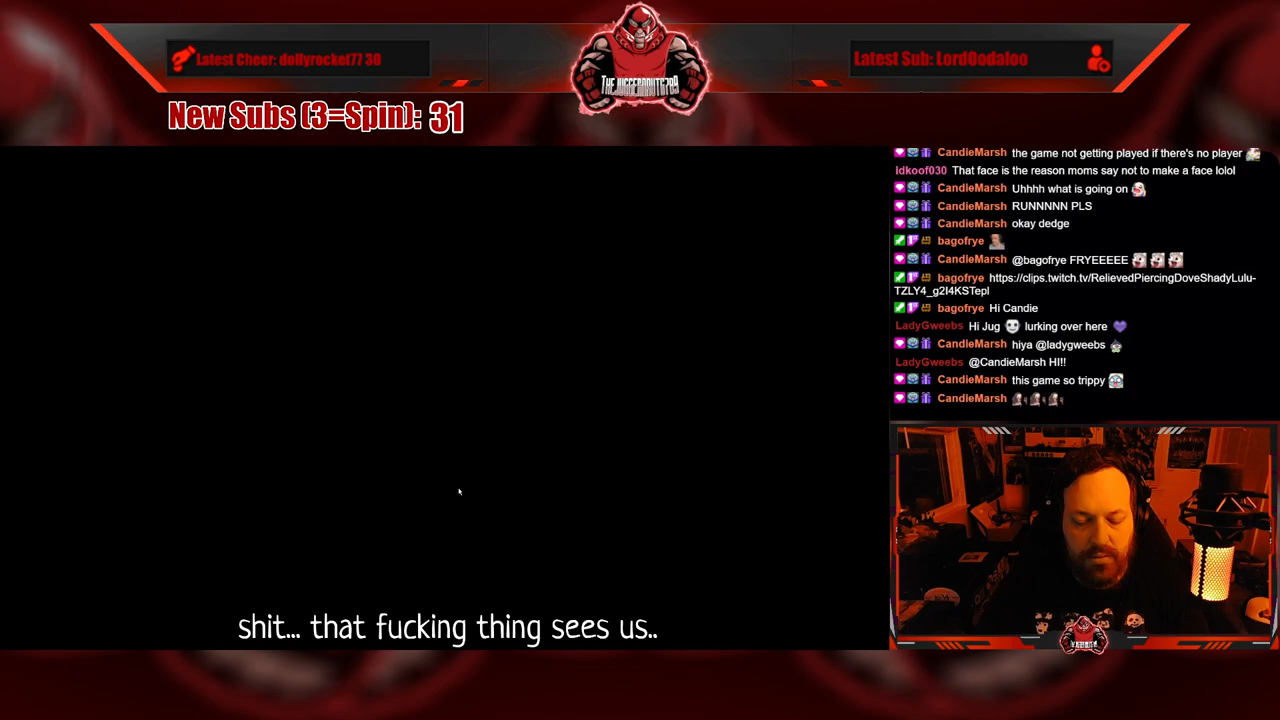 Latest Cheer: dollyrocket77 30
THEJUGGERNAUT6789
Latest Sub: LordOodaloo
New Subs (3=Spin): 31
CandieMarsh the game not getting played if there's no player
Idkoof030 That face is the reason moms say not to make a face lolol
CandieMarsh Uhhhh what is going on
CandieMarsh RUNNNNN PLS
CandieMarsh okay dedge
bagofrye
CandieMarsh @bagofrye FRYEEEEE
bagofrye https://clips.twitch.tv/RelievedPiercingDoveShadyLulu-
TZLY4_g2I4KSTepl
bagofrye Hi Candie
LadyGweebs Hi Jug lurking over here
CandieMarsh hiya @ladygweebs
LadyGweebs @CandieMarsh HI!!
CandieMarsh this game so trippy
CandieMarsh
shit... that fucking thing sees us..